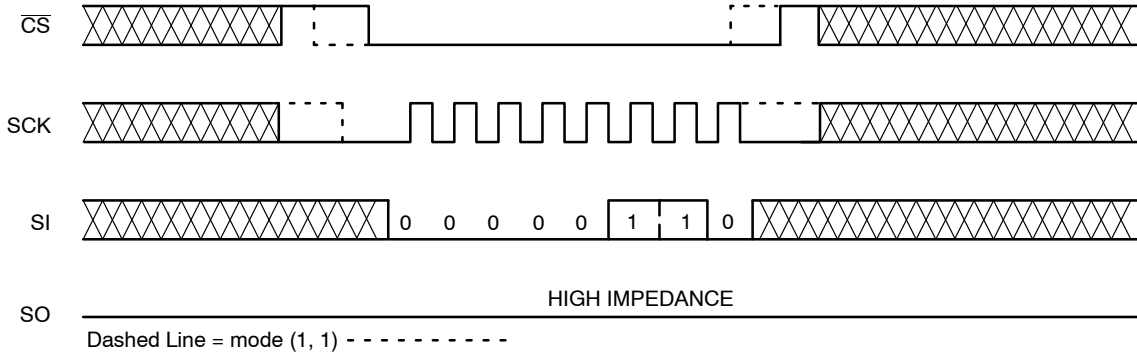 CS
SCK
SI 0 0 0 0 0 1 1 0
SO HIGH IMPEDANCE
Dashed Line = mode (1, 1)